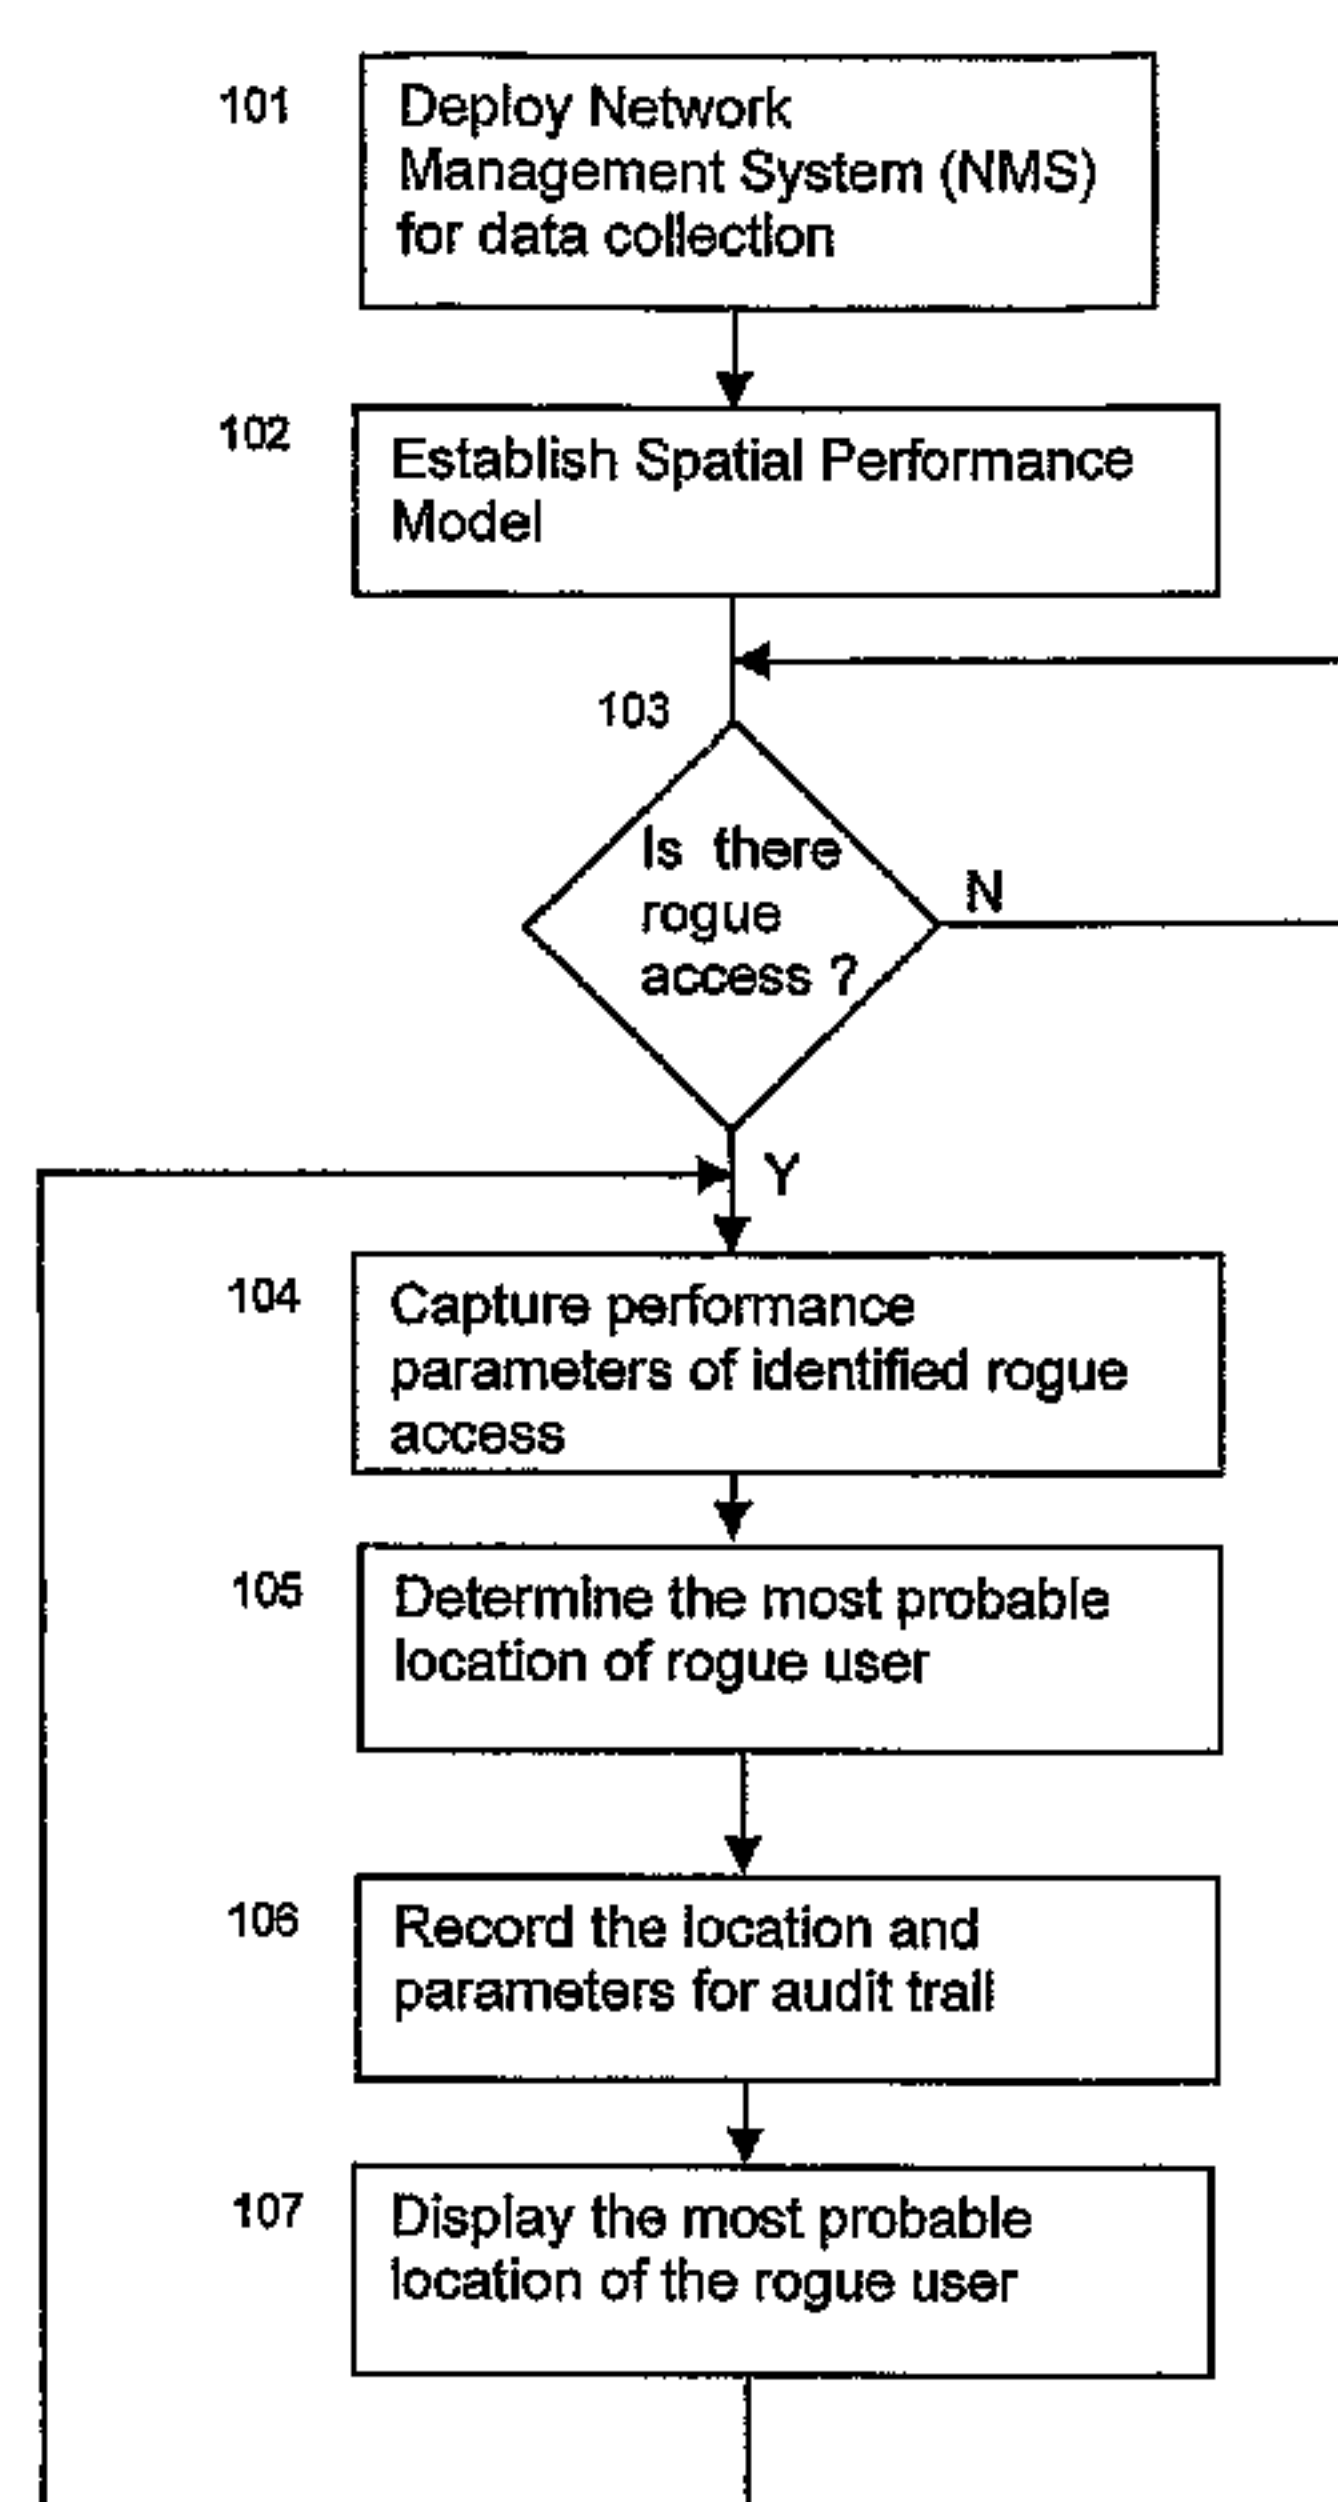 101
Deploy Network
Management System (NMS)
for data collection
102
Establish Spatial Performance
Model
103
Is there
rogue
access ?
N
Y
104
Capture performance
parameters of identified rogue
access
105
Determine the most probable
location of rogue user
106
Record the location and
parameters for audit trail
107
Display the most probable
location of the rogue user